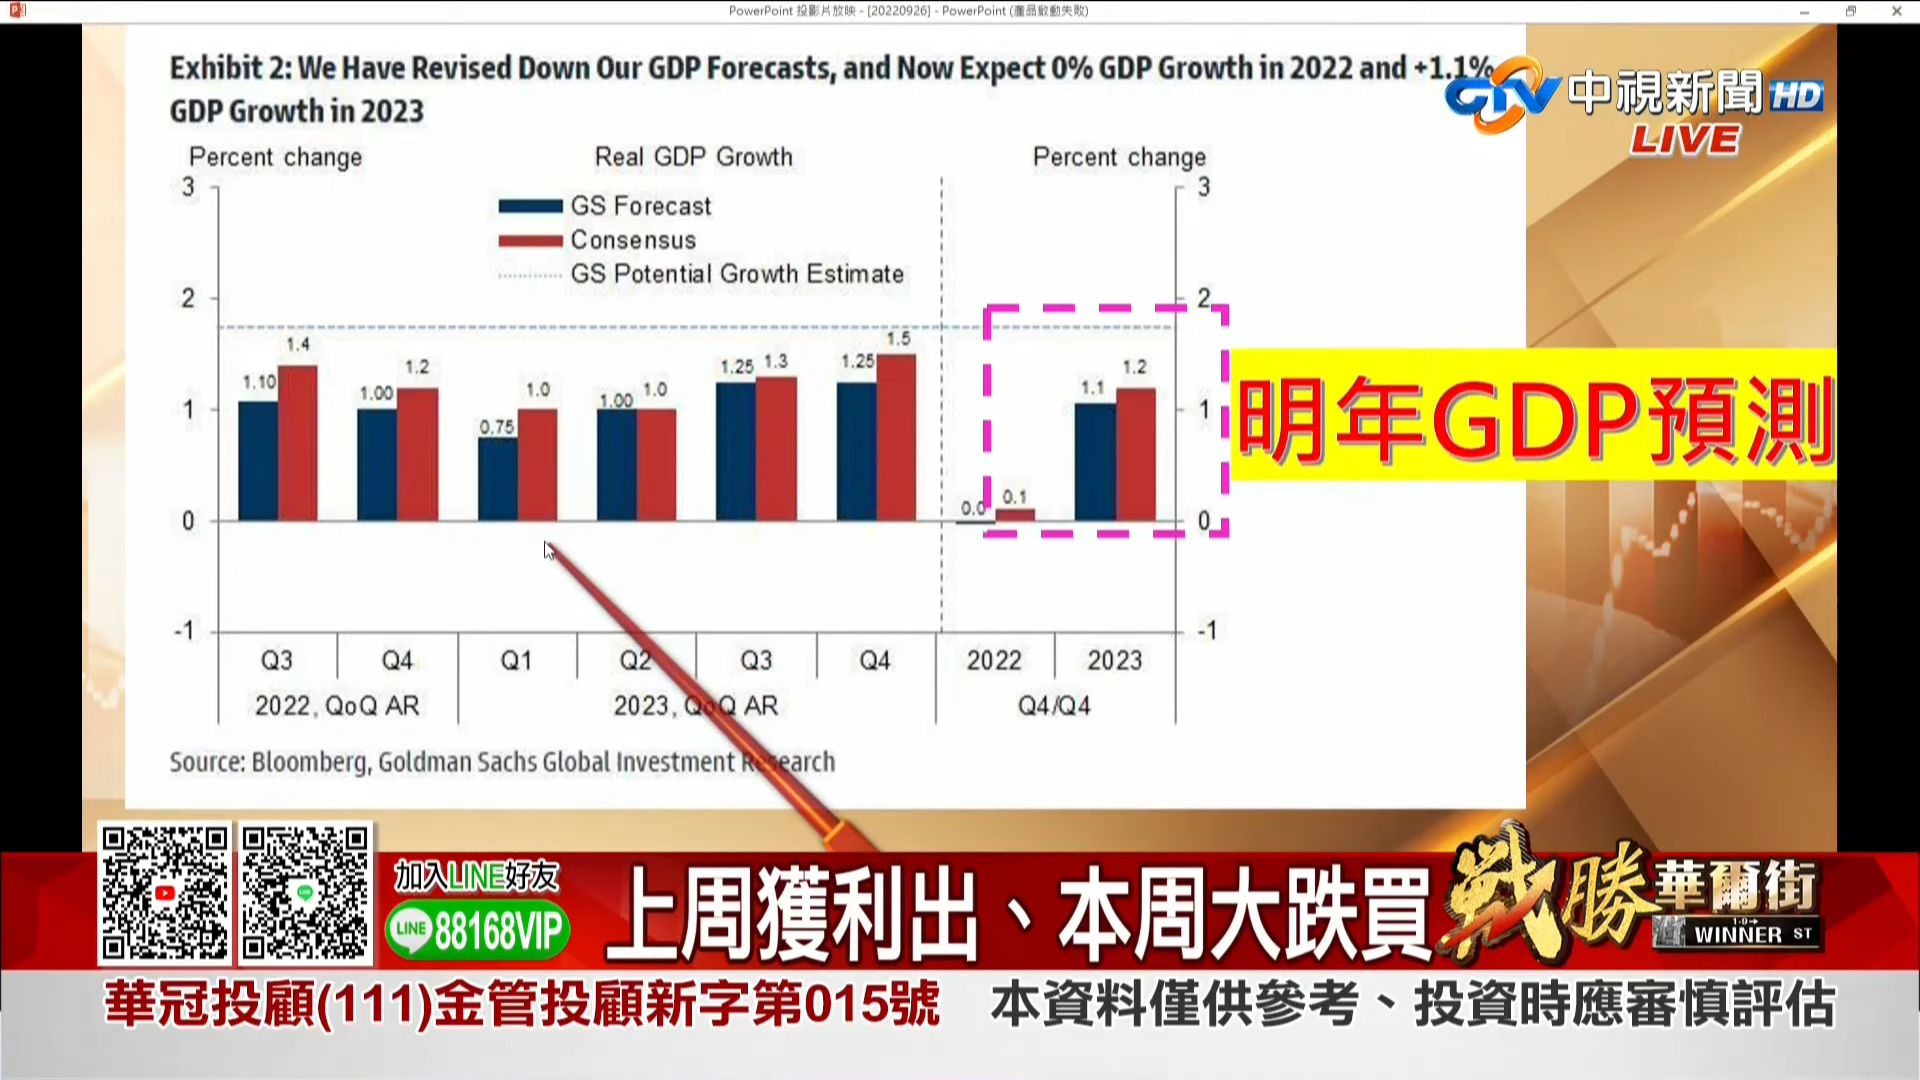 PowerPoint 投影片放映 - [20220926] - PowerPoint (產品啟動失敗)
Exhibit 2: We Have Revised Down Our GDP Forecasts, and Now Expect 0% GDP Growth in 2022 and +1.1%
GDP Growth in 2023
CTV 中視新聞 HD
LIVE
Percent change
Real GDP Growth
Percent change
GS Forecast
Consensus
GS Potential Growth Estimate
3
2
1
0
-1
3
2
1
0
-1
1.10
1.4
1.00
1.2
0.75
1.0
1.00
1.0
1.25
1.3
1.25
1.5
0.0
0.1
1.1
1.2
明年GDP預測
Q3
Q4
Q1
Q2
Q3
Q4
2022
2023
2022, QoQ AR
2023, QoQ AR
Q4/Q4
Source: Bloomberg, Goldman Sachs Global Investment Research
加入LINE好友
LINE 88168VIP
上周獲利出、本周大跌買
戰勝華爾街
WINNER ST
華冠投顧(111)金管投顧新字第015號 本資料僅供參考、投資時應審慎評估